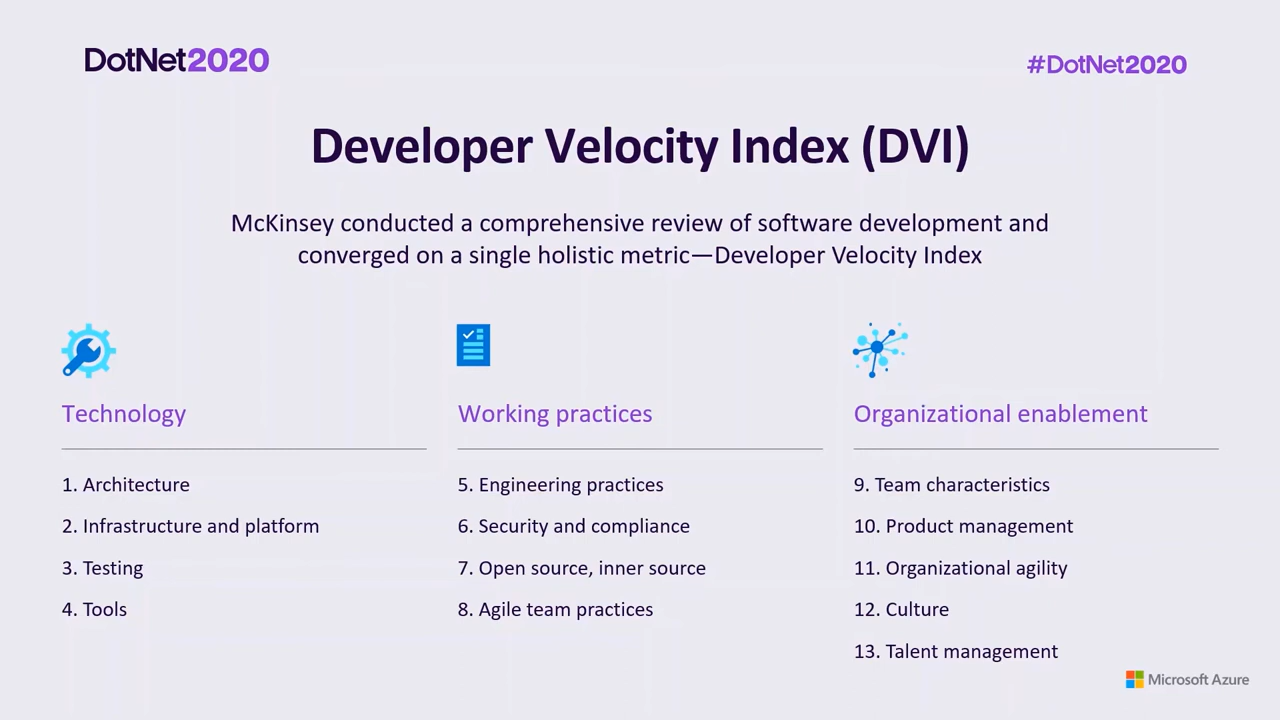 DotNet2020
#DotNet2020
Developer Velocity Index (DVI)
McKinsey conducted a comprehensive review of software development and
converged on a single holistic metric—Developer Velocity Index
Technology
1. Architecture
2. Infrastructure and platform
3. Testing
4. Tools
Working practices
5. Engineering practices
6. Security and compliance
7. Open source, inner source
8. Agile team practices
Organizational enablement
9. Team characteristics
10. Product management
11. Organizational agility
12. Culture
13. Talent management
Microsoft Azure